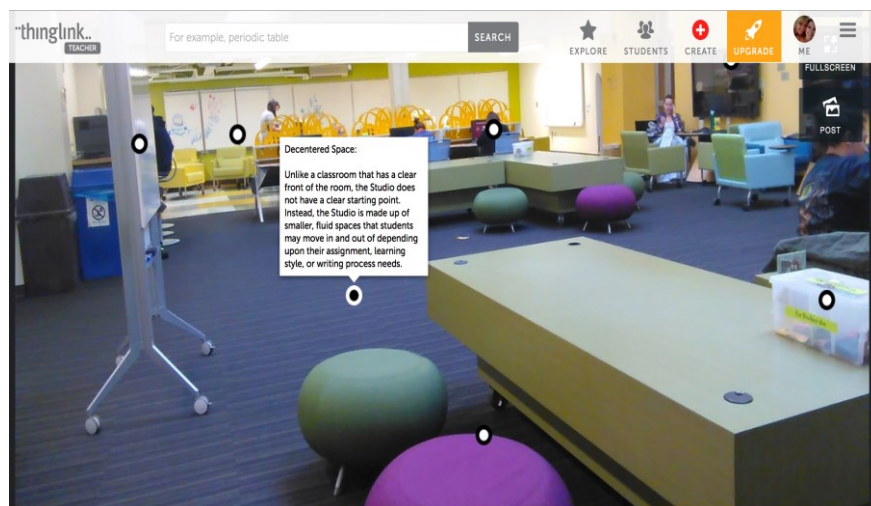 thinglink..
TEACHER
For example, periodic table
SEARCH
EXPLORE
STUDENTS
CREATE
UPGRADE
ME
FULLSCREEN
POST
Decentered Space:
Unlike a classroom that has a clear
front of the room, the Studio does
not have a clear starting point.
Instead, the Studio is made up of
smaller, fluid spaces that students
may move in and out of depending
upon their assignment, learning
style, or writing process needs.